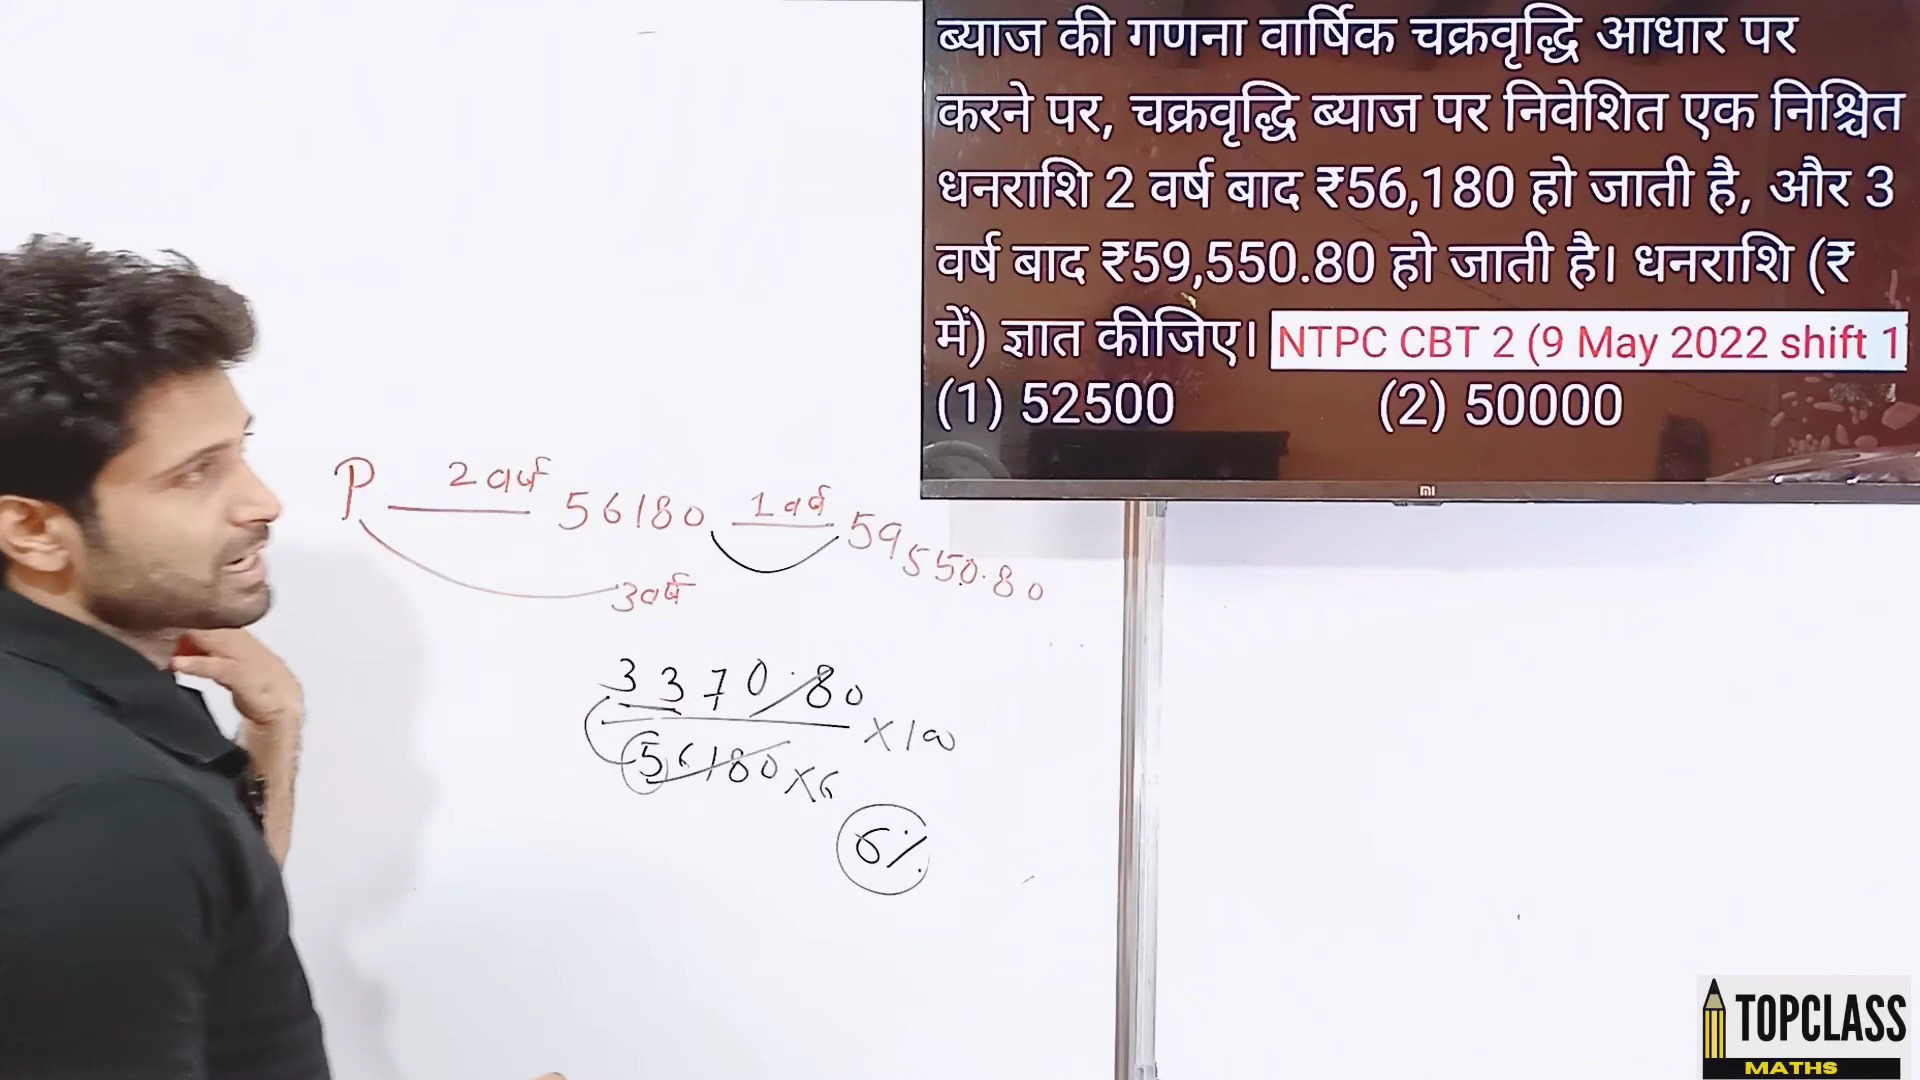 ब्याज की गणना वार्षिक चक्रवृद्धि आधार पर
करने पर, चक्रवृद्धि ब्याज पर निवेशित एक निश्चित
धनराशि 2 वर्ष बाद ₹56,180 हो जाती है, और 3
वर्ष बाद ₹59,550.80 हो जाती है। धनराशि (₹
में) ज्ञात कीजिए। NTPC CBT 2 (9 May 2022 shift 1
(1) 52500 (2) 50000
mi
P 2 वर्ष 56180 1 वर्ष 59550.80
3 वर्ष
3370.80
56180×6 ×100
6%
TOPCLASS
MATHS